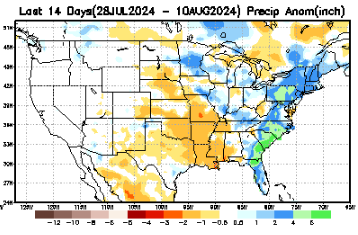 Last 14 Days(28JUL2024 - 10AUG2024) Precip Anom(inch)
51N
48N
45N
42N
39N
36N
33N
30N
27N
24N
120W 115W 110W 105W 100W 95W 90W 85W 80W 75W 70W 65W
-12 -10 -8 -5 -4 -3 -2 -1 -0.5 0.5 1 2 4 6